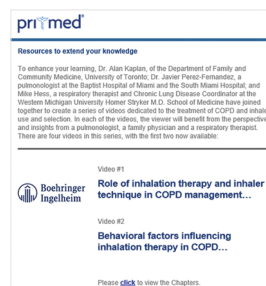 pri med
Resources to extend your knowledge
To enhance your learning, Dr. Alan Kaplan, of the Department of Family and
Community Medicine, University of Toronto; Dr. Javier Perez-Fernandez, a
pulmonologist at the Baptist Hospital of Miami and the South Miami Hospital; and
Mike Hess, a respiratory therapist and Chronic Lung Disease Coordinator at the
Western Michigan University Homer Stryker M.D. School of Medicine have joined
together to create a series of videos dedicated to the treatment of COPD and inhale
use and selection. In each of the videos, the viewer will benefit from the perspective
and insights from a pulmonologist, a family physician and a respiratory therapist.
There are four videos in this series, with the first two now available:
Video #1
Role of inhalation therapy and inhaler
technique in COPD management…
Boehringer
Ingelheim
Video #2
Behavioral factors influencing
inhalation therapy in COPD…
Please click to view the Chapters.